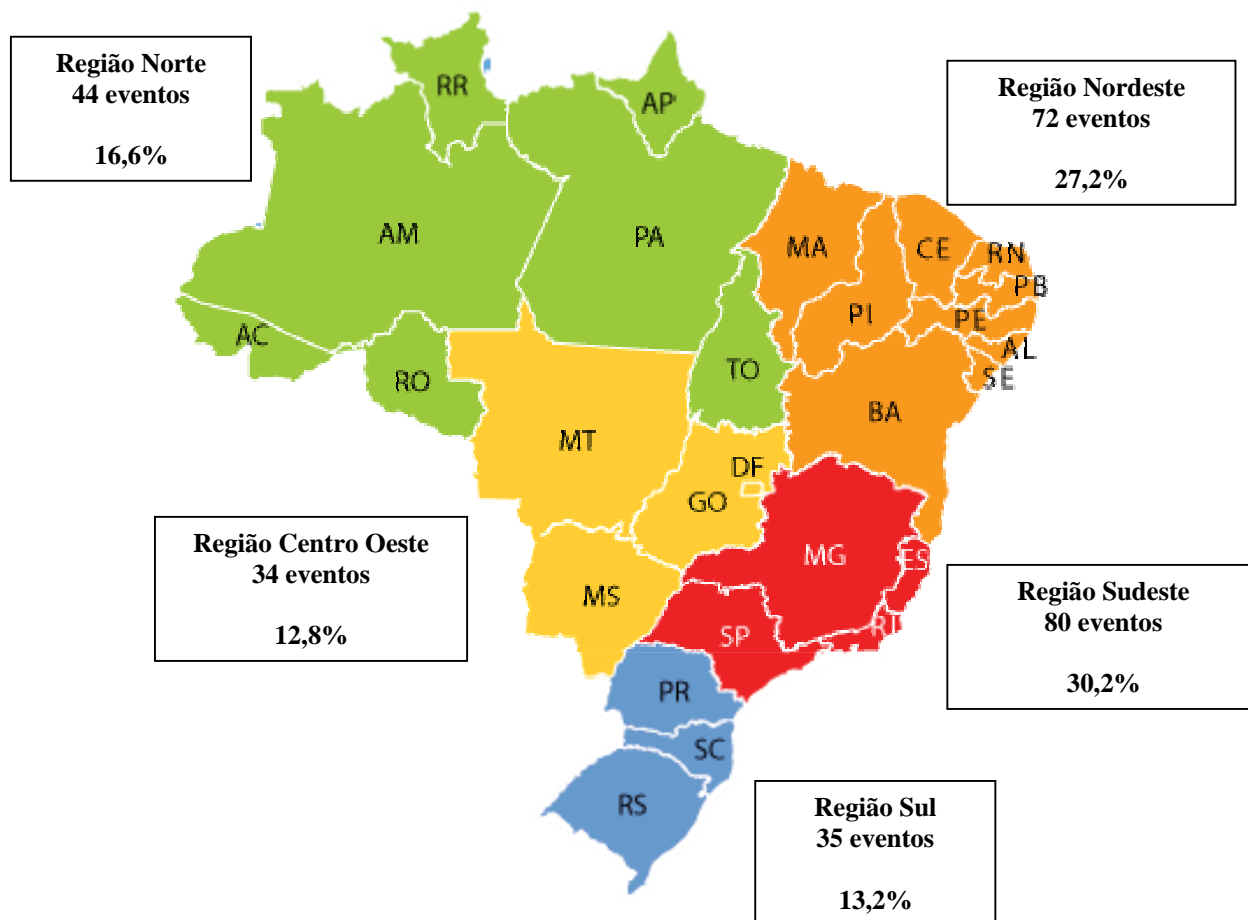 Região Norte
44 eventos
16,6%
Região Nordeste
72 eventos
27,2%
RR
AP
AM
PA
MA
CE
RN
PB
PI
PE
AL
SE
AC
RO
TO
BA
MT
DF
GO
Região Centro Oeste
34 eventos
12,8%
MG
ES
MS
SP
RJ
Região Sudeste
80 eventos
30,2%
PR
SC
RS
Região Sul
35 eventos
13,2%